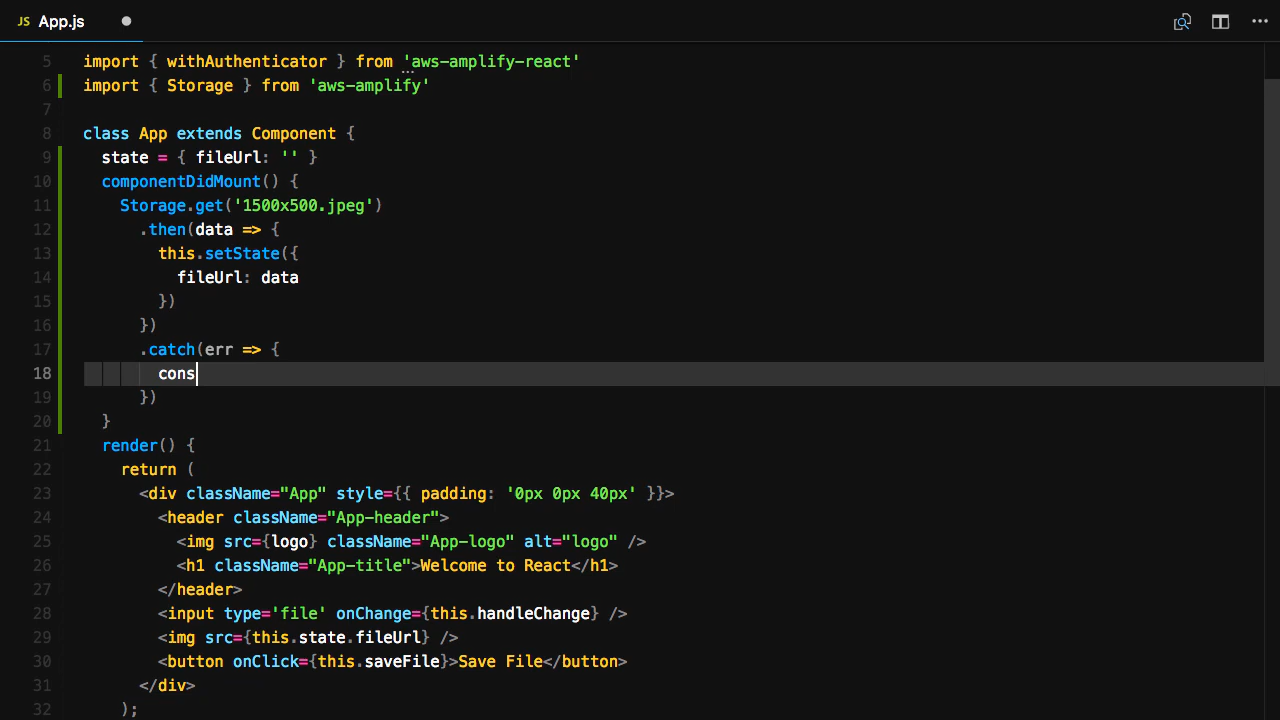 JS App.js
5 import { withAuthenticator } from 'aws-amplify-react'
6 import { Storage } from 'aws-amplify'
7
8 class App extends Component {
9   state = { fileUrl: '' }
10   componentDidMount() {
11     Storage.get('1500x500.jpeg')
12       .then(data => {
13         this.setState({
14           fileUrl: data
15         })
16       })
17       .catch(err => {
18         cons
19       })
20   }
21   render() {
22     return (
23       <div className="App" style={{ padding: '0px 0px 40px' }}>
24         <header className="App-header">
25           <img src={logo} className="App-logo" alt="logo" />
26           <h1 className="App-title">Welcome to React</h1>
27         </header>
28         <input type='file' onChange={this.handleChange} />
29         <img src={this.state.fileUrl} />
30         <button onClick={this.saveFile}>Save File</button>
31       </div>
32     );